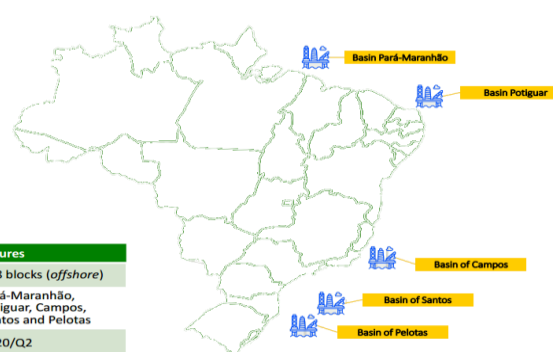 Basin Pará-Maranhão
Basin Potiguar
Basin of Campos
Basin of Santos
Basin of Pelotas
blocks (offshore)
Campos,
and Pelotas